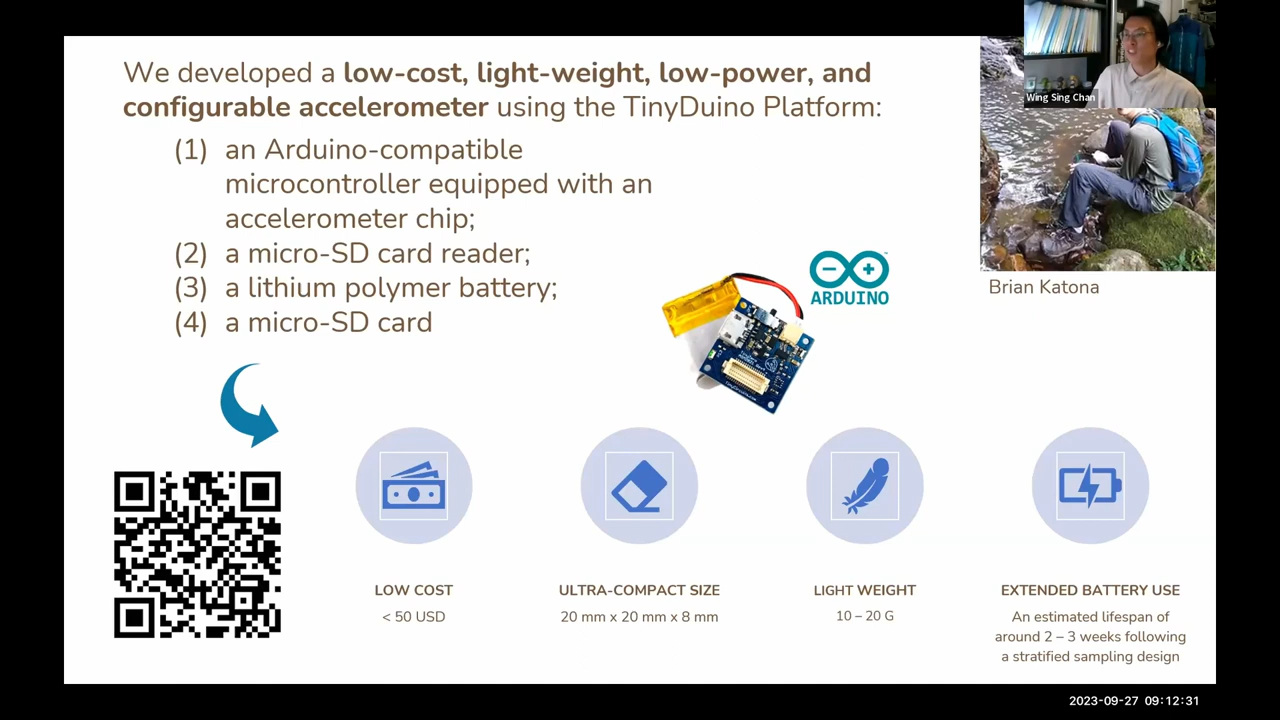 We developed a low-cost, light-weight, low-power, and
configurable accelerometer using the TinyDuino Platform:
(1) an Arduino-compatible
microcontroller equipped with an
accelerometer chip;
(2) a micro-SD card reader;
(3) a lithium polymer battery;
(4) a micro-SD card
Wing Sing Chan
Brian Katona
ARDUINO
LOW COST
< 50 USD
ULTRA-COMPACT SIZE
20 mm x 20 mm x 8 mm
LIGHT WEIGHT
10 – 20 G
EXTENDED BATTERY USE
An estimated lifespan of
around 2 – 3 weeks following
a stratified sampling design
2023-09-27 09:12:31